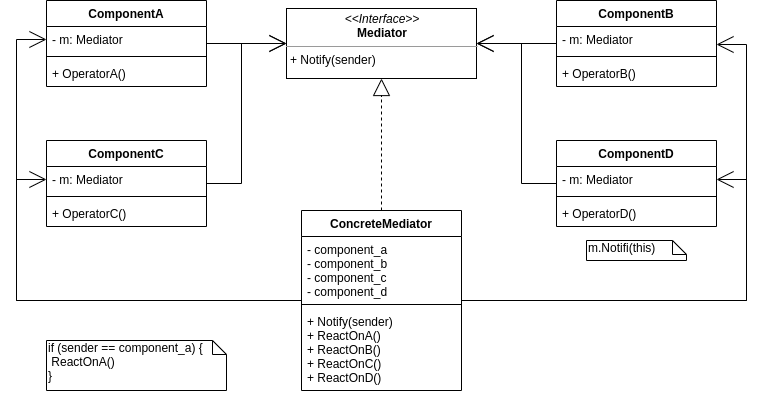 ComponentA
- m: Mediator
+ OperatorA()
<<Interface>>
Mediator
+ Notify(sender)
ComponentB
- m: Mediator
+ OperatorB()
ComponentC
- m: Mediator
+ OperatorC()
ComponentD
- m: Mediator
+ OperatorD()
ConcreteMediator
- component_a
- component_b
- component_c
- component_d
+ Notify(sender)
+ ReactOnA()
+ ReactOnB()
+ ReactOnC()
+ ReactOnD()
m.Notifi(this)
if (sender == component_a) {
ReactOnA()
}